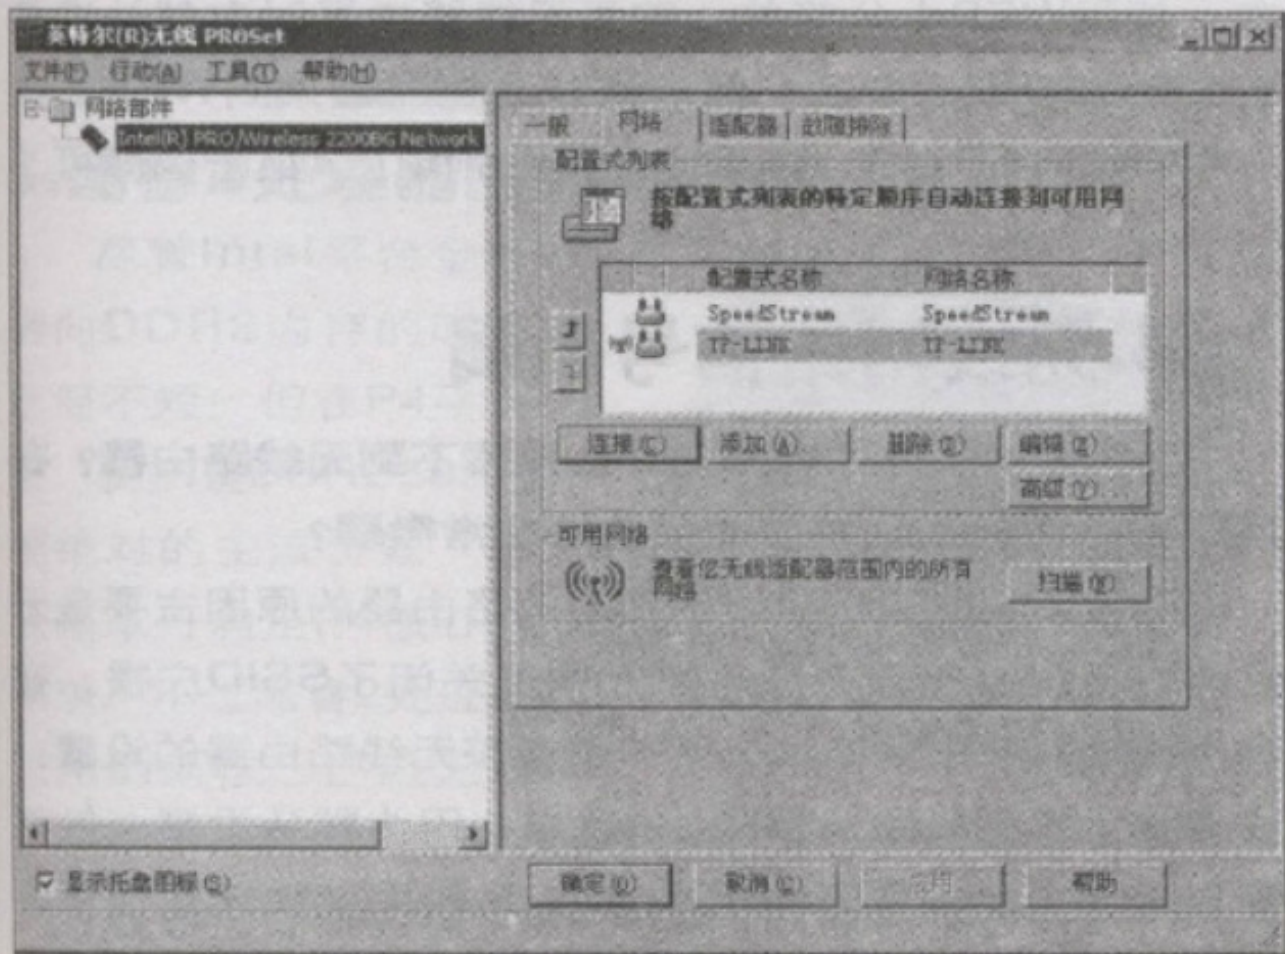 英特尔(R)无线 PROSet
文件(F) 行动(A) 工具(T) 帮助(H)
网络部件
Intel(R) PRO/Wireless 2200BG Network
一般 网络 适配器 故障排除
配置式列表
按配置式列表的特定顺序自动连接到可用网
络
配置式名称 网络名称
SpeedStream SpeedStream
TP-LINK TP-LINK
连接(C) 添加(A)... 删除 编辑
高级(Y)...
可用网络
查看您无线适配器范围内的所有
网络
扫描
显示托盘图标(S)
确定(O) 取消(C) 应用 帮助